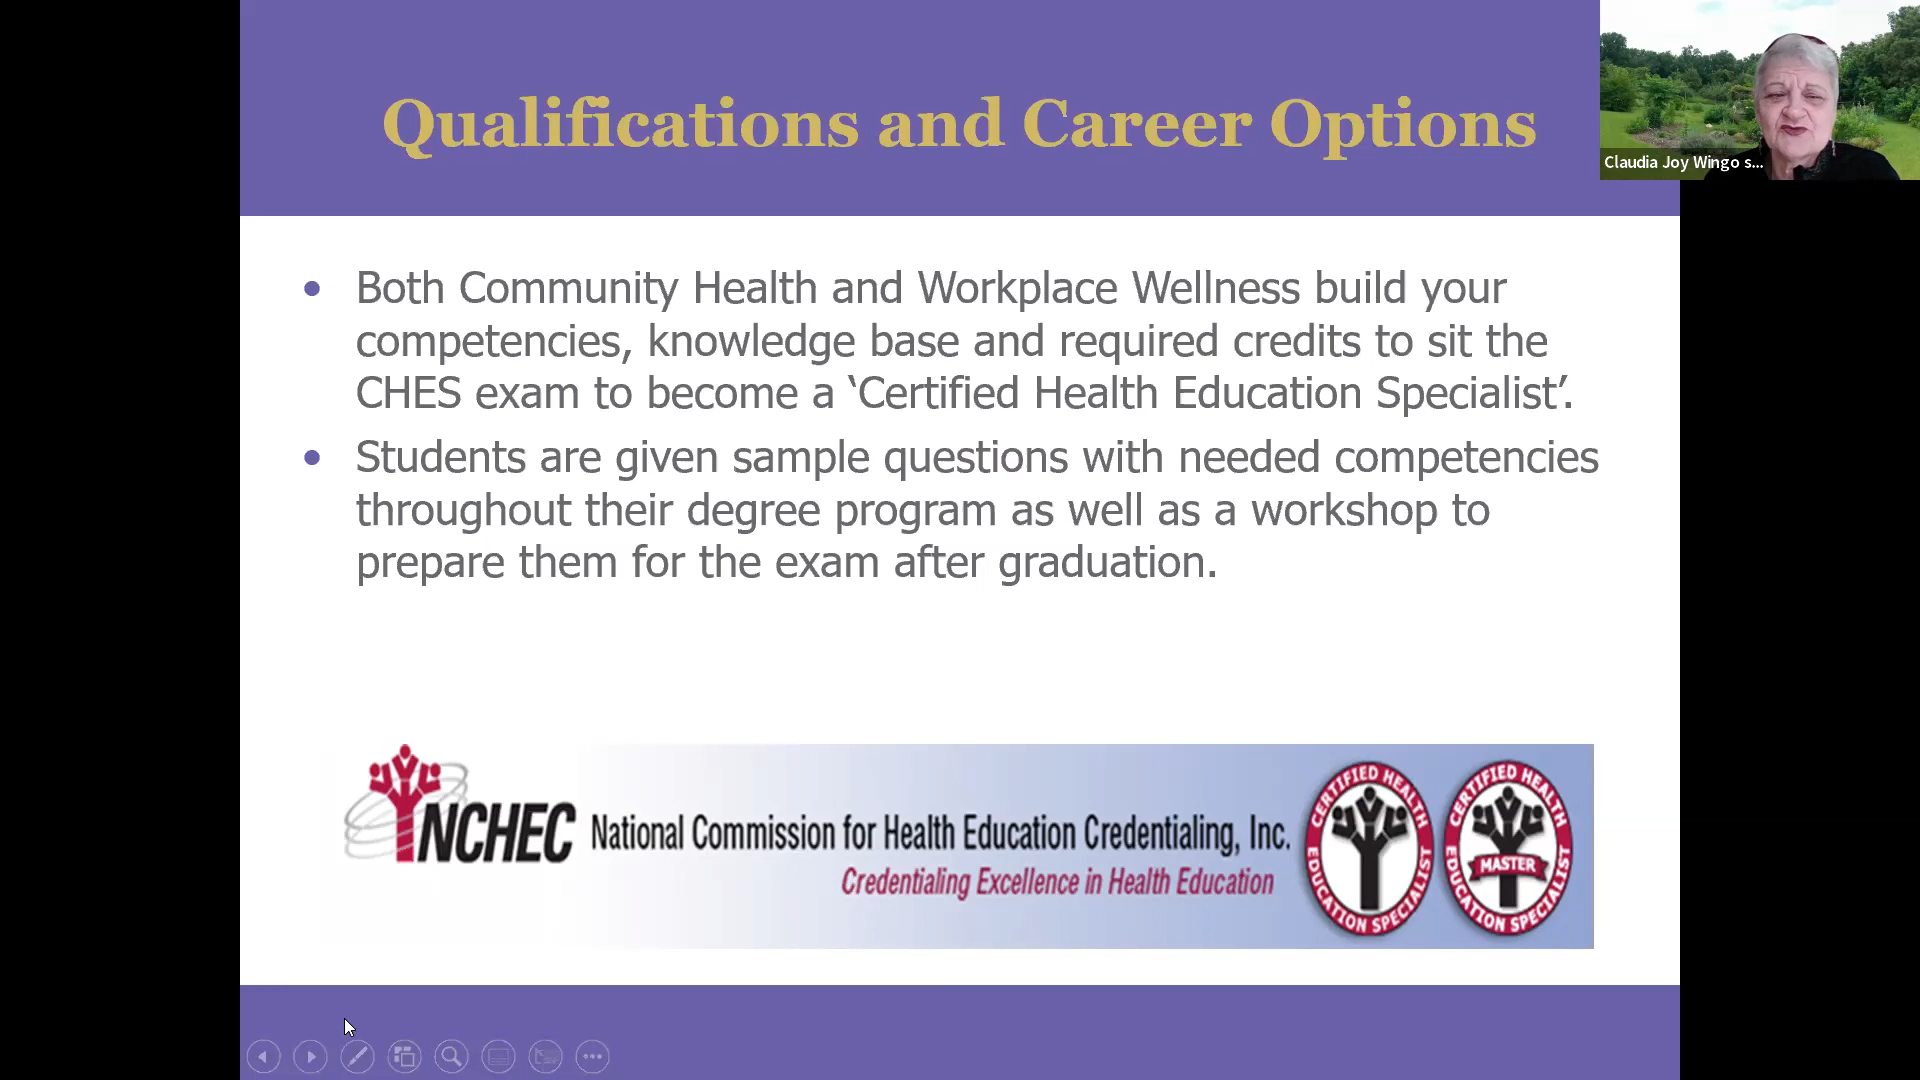 Qualifications and Career Options
Claudia Joy Wingo s...
• Both Community Health and Workplace Wellness build your
competencies, knowledge base and required credits to sit the
CHES exam to become a ‘Certified Health Education Specialist’.
• Students are given sample questions with needed competencies
throughout their degree program as well as a workshop to
prepare them for the exam after graduation.
NCHEC National Commission for Health Education Credentialing, Inc.
Credentialing Excellence in Health Education
CERTIFIED HEALTH EDUCATION SPECIALIST
CERTIFIED HEALTH EDUCATION SPECIALIST
MASTER